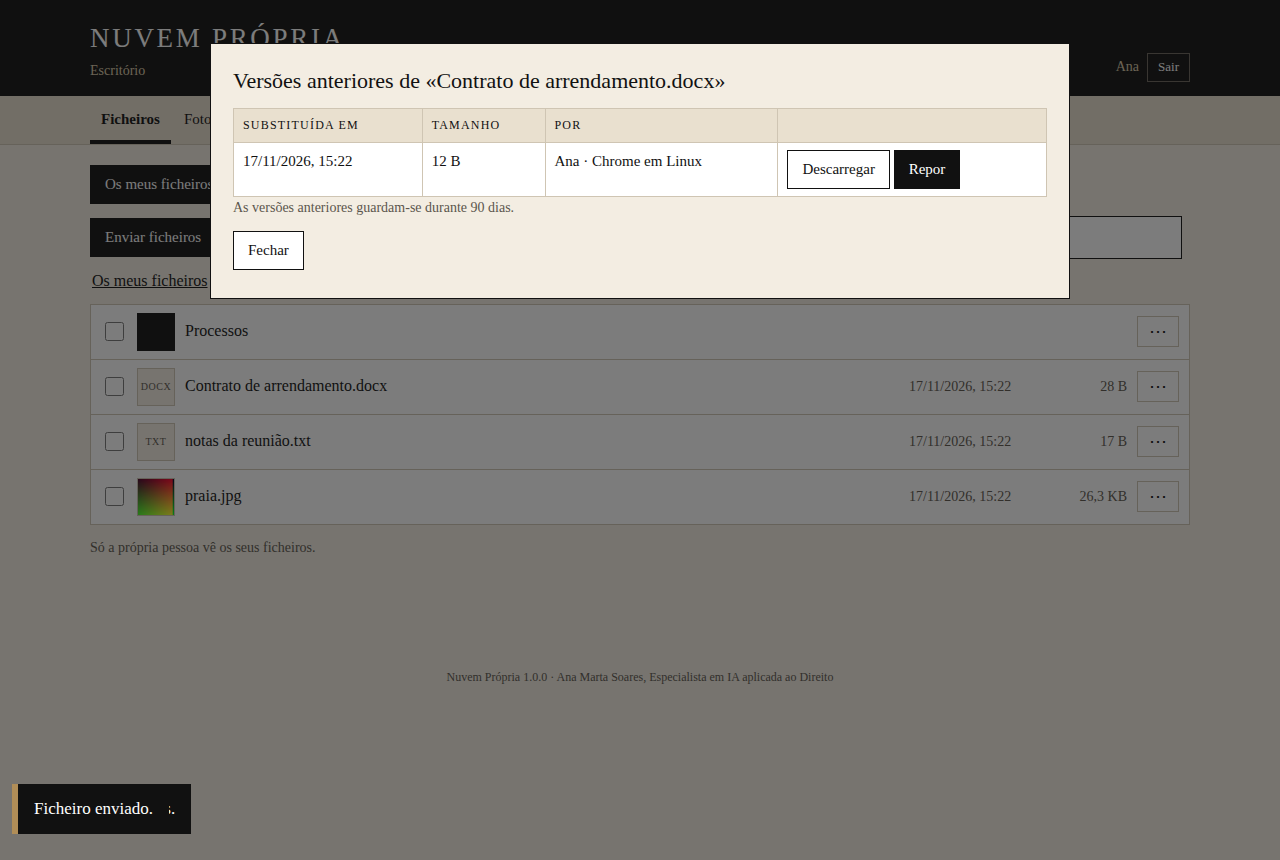 NUVEM PRÓPRIA
Escritório
Ana Sair
Versões anteriores de «Contrato de arrendamento.docx»
SUBSTITUÍDA EM TAMANHO POR
17/11/2026, 15:22 12 B Ana · Chrome em Linux Descarregar Repor
As versões anteriores guardam-se durante 90 dias.
Fechar
Ficheiros
Os meus ficheiros
Enviar ficheiros
Os meus ficheiros
Processos ···
DOCX Contrato de arrendamento.docx 17/11/2026, 15:22 28 B ···
TXT notas da reunião.txt 17/11/2026, 15:22 17 B ···
praia.jpg 17/11/2026, 15:22 26,3 KB ···
Só a própria pessoa vê os seus ficheiros.
Nuvem Própria 1.0.0 · Ana Marta Soares, Especialista em IA aplicada ao Direito
Ficheiro enviado.